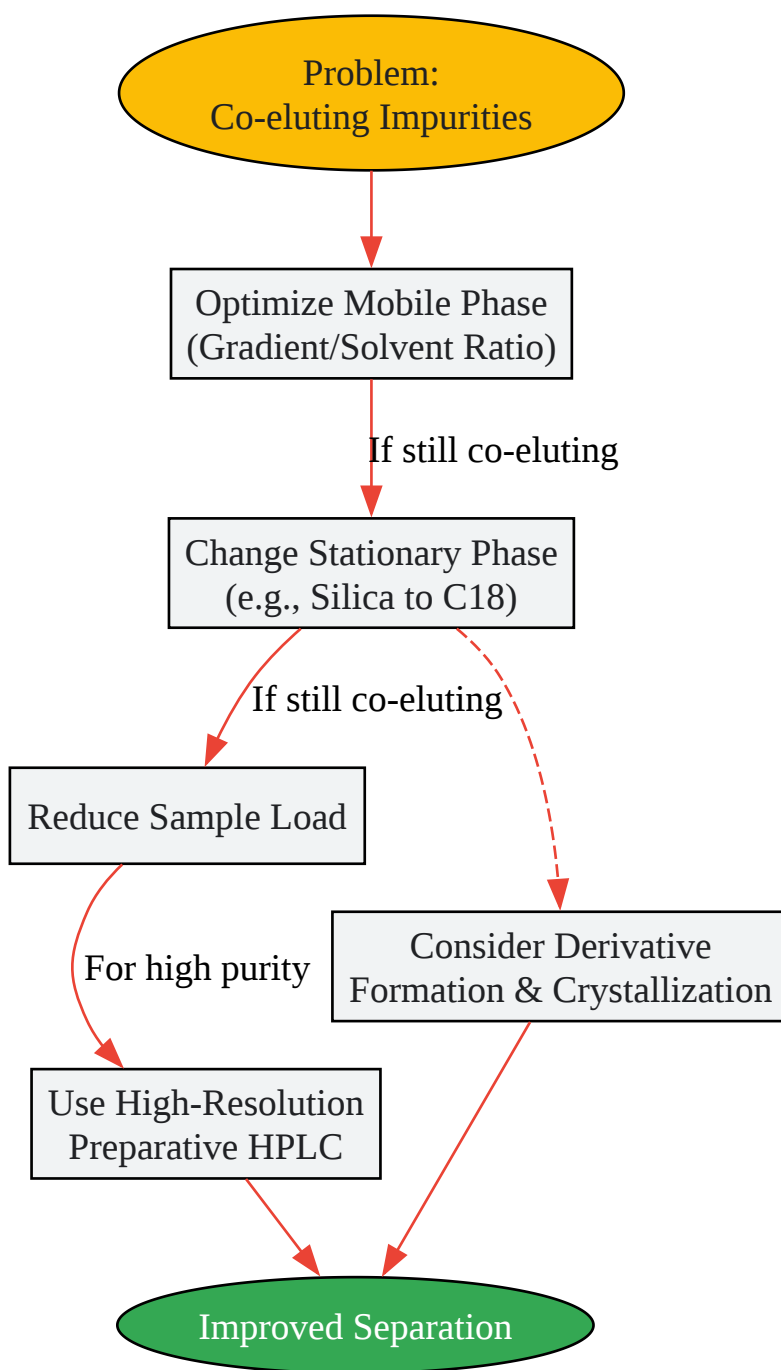 Problem:
Co-eluting Impurities
Optimize Mobile Phase
(Gradient/Solvent Ratio)
If still co-eluting
Change Stationary Phase
(e.g., Silica to C18)
If still co-eluting
Reduce Sample Load
Consider Derivative
Formation & Crystallization
For high purity
Use High-Resolution
Preparative HPLC
Improved Separation